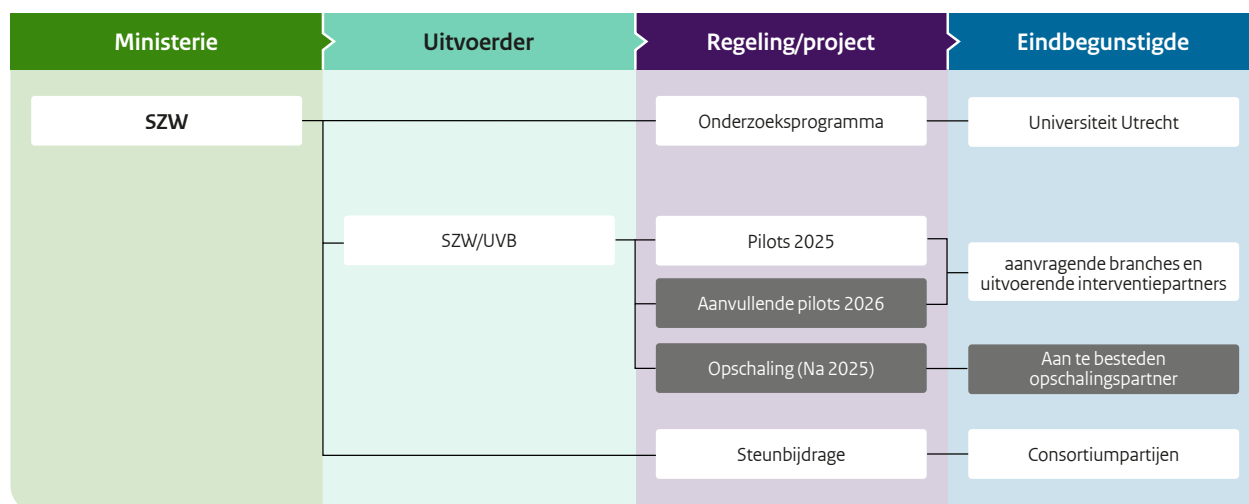 Ministerie
Uitvoerder
Regeling/project
Eindbegunstigde
SZW
Onderzoeksprogramma
Universiteit Utrecht
SZW/UVB
Pilots 2025
aanvragende branches en
uitvoerende interventiepartners
Aanvullende pilots 2026
Opschaling (Na 2025)
Aan te besteden
opschalingspartner
Steunbijdrage
Consortiumpartijen